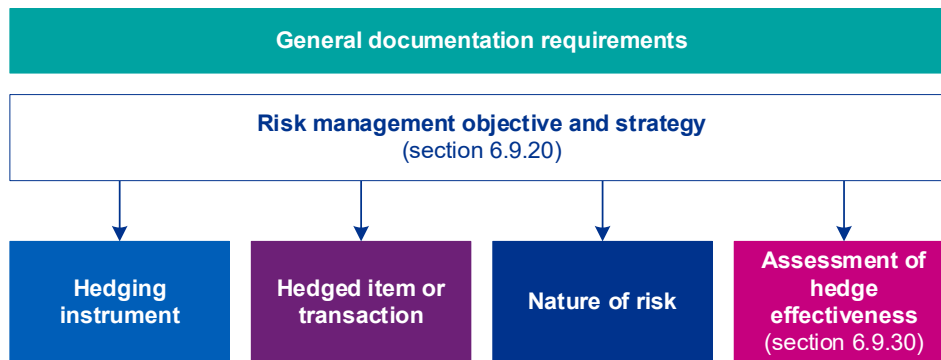 General documentation requirements
Risk management objective and strategy
(section 6.9.20)
Hedging
instrument
Hedged item or
transaction
Nature of risk
Assessment of
hedge
effectiveness
(section 6.9.30)